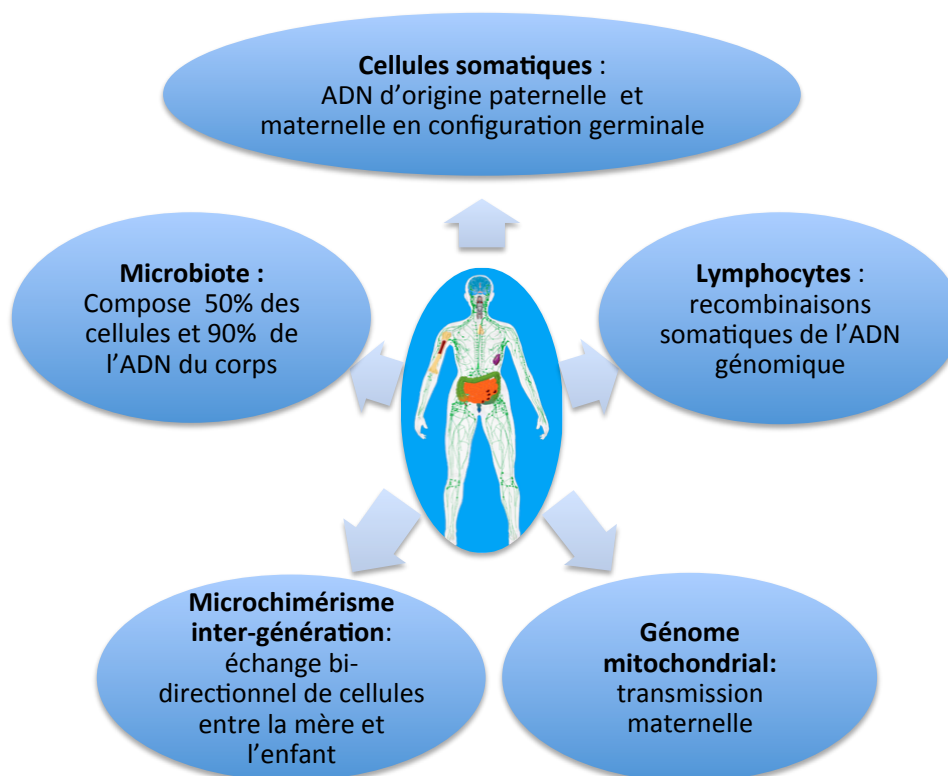 Cellules somatiques :
ADN d’origine paternelle et
maternelle en configuration germinale
Microbiote :
Compose 50% des
cellules et 90% de
l’ADN du corps
Lymphocytes :
recombinaisons
somatiques de l’ADN
génomique
Microchimérisme
inter-génération:
échange bi-
directionnel de cellules
entre la mère et
l’enfant
Génome
mitochondrial:
transmission
maternelle